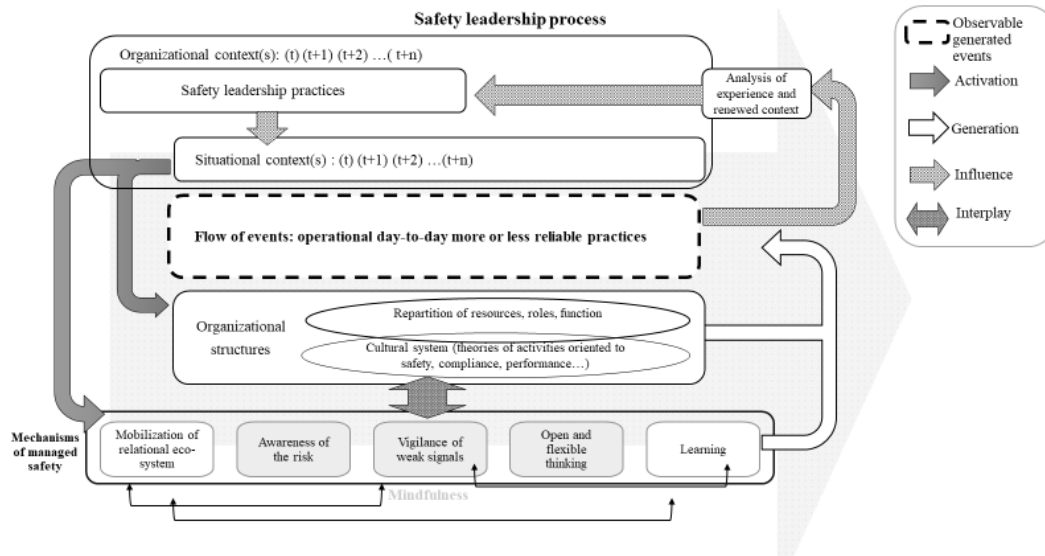 Safety leadership process
Organizational context(s): (t) (t+1) (t+2) …( t+n)
Safety leadership practices
Analysis of
experience and
renewed context
Situational context(s) : (t) (t+1) (t+2) …(t+n)
Flow of events: operational day-to-day more or less reliable practices
Organizational
structures
Repartition of resources, roles, function
Cultural system (theories of activities oriented to
safety, compliance, performance…)
Mechanisms
of managed
safety
Mobilization of
relational eco-
system
Awareness of
the risk
Vigilance of
weak signals
Open and
flexible
thinking
Learning
Mindfulness
Observable
generated
events
Activation
Generation
Influence
Interplay